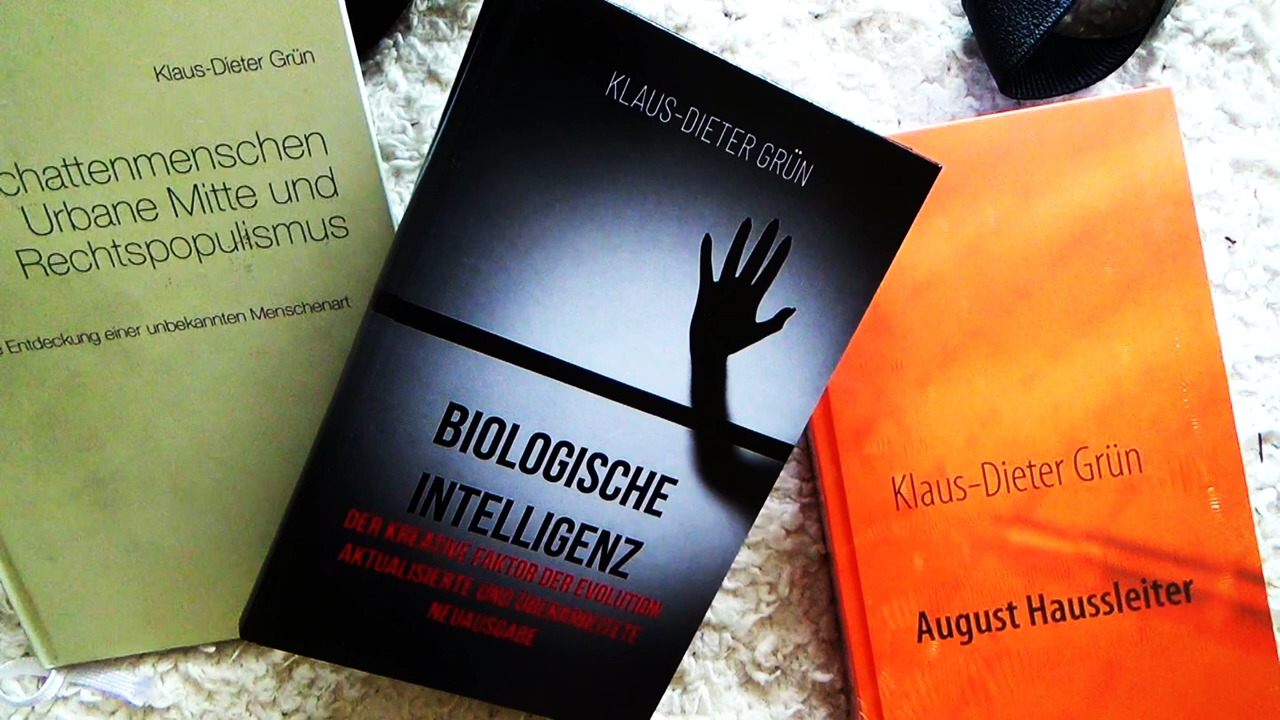 Klaus-Dieter Grün
chattenmenschen
Urbane Mitte und
Rechtspopulismus
e Entdeckung einer unbekannten Menschenart
KLAUS-DIETER GRÜN
BIOLOGISCHE
INTELLIGENZ
DER KREATIVE FAKTOR DER EVOLUTION
AKTUALISIERTE UND ÜBERARBEITETE
NEUAUSGABE
Klaus-Dieter Grün
August Haussleiter